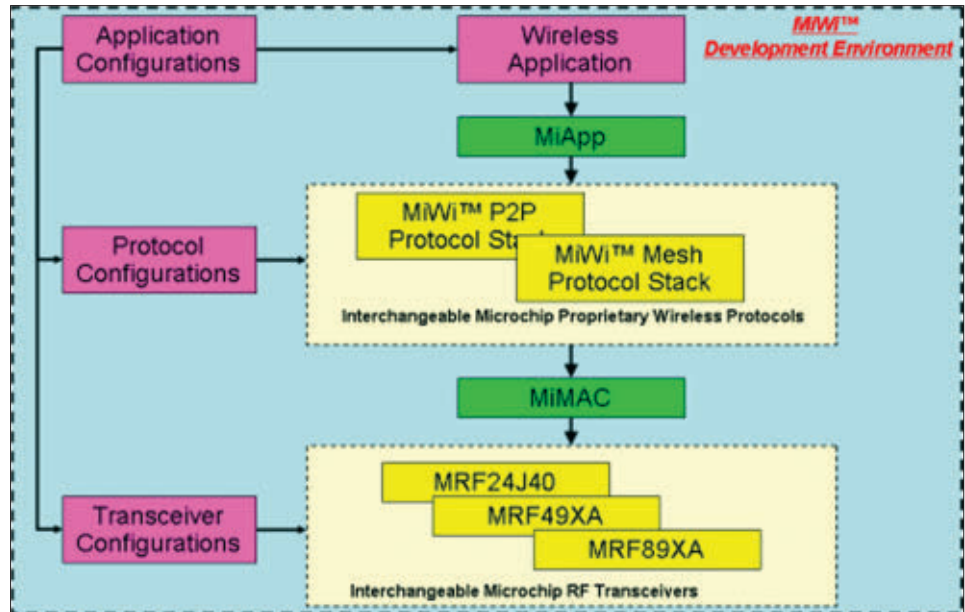 MiWi™
Development Environment
Application
Configurations
Wireless
Application
MiApp
MiWi™ P2P
Protocol Stack
MiWi™ Mesh
Protocol Stack
Protocol
Configurations
Interchangeable Microchip Proprietary Wireless Protocols
MiMAC
MRF24J40
MRF49XA
MRF89XA
Transceiver
Configurations
Interchangeable Microchip RF Transceivers